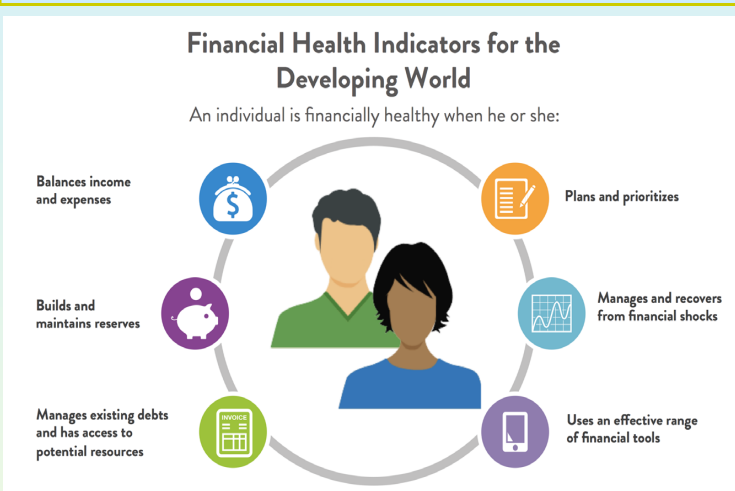 Financial Health Indicators for the
Developing World
An individual is financially healthy when he or she:
Balances income
and expenses
$
Plans and prioritizes
Builds and
maintains reserves
Manages and recovers
from financial shocks
Manages existing debts
and has access to
potential resources
INVOICE
Uses an effective range
of financial tools